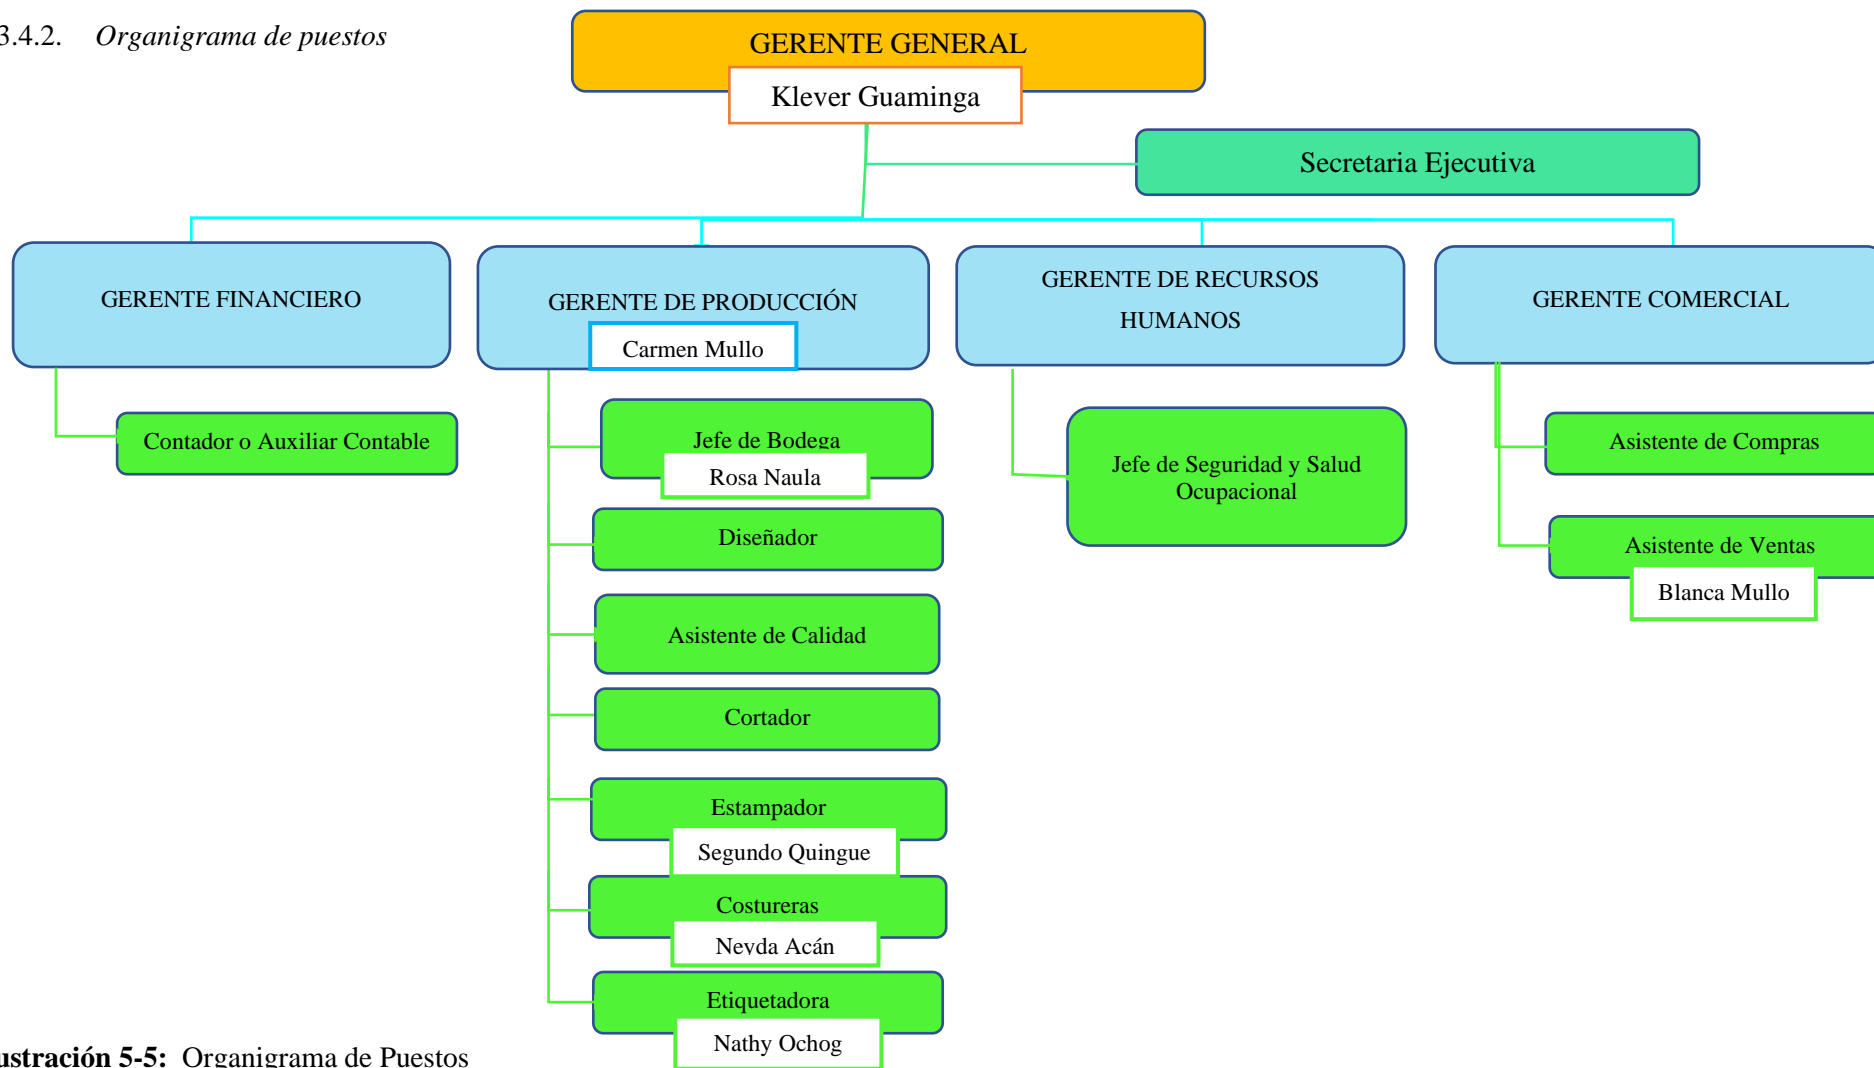 3.4.2. Organigrama de puestos
GERENTE GENERAL
Klever Guaminga
Secretaria Ejecutiva
GERENTE FINANCIERO
Contador o Auxiliar Contable
GERENTE DE PRODUCCIÓN
Carmen Mullo
Jefe de Bodega
Rosa Naula
Diseñador
Asistente de Calidad
Cortador
Estampador
Segundo Quingue
Costureras
Neyda Acán
Etiquetadora
Nathy Ochog
GERENTE DE RECURSOS
HUMANOS
Jefe de Seguridad y Salud
Ocupacional
GERENTE COMERCIAL
Asistente de Compras
Asistente de Ventas
Blanca Mullo
ustración 5-5: Organigrama de Puestos